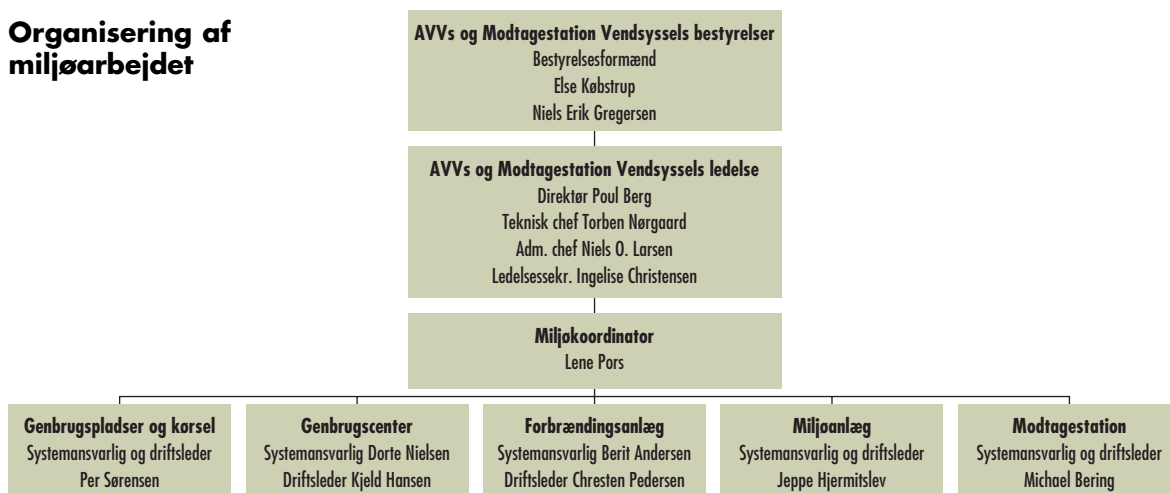 Organisering af
miljøarbejdet
AVVs og Modtagestation Vendsyssels bestyrelser
Bestyrelsesformænd
Else Købstrup
Niels Erik Gregersen
AVVs og Modtagestation Vendsyssels ledelse
Direktør Poul Berg
Teknisk chef Torben Nørgaard
Adm. chef Niels O. Larsen
Ledelsessekr. Ingelise Christensen
Miljøkoordinator
Lene Pors
Genbrugspladser og kørsel
Systemansvarlig og driftsleder
Per Sørensen
Genbrugscenter
Systemansvarlig Dorte Nielsen
Driftsleder Kjeld Hansen
Forbrændingsanlæg
Systemansvarlig Berit Andersen
Driftsleder Chresten Pedersen
Miljøanlæg
Systemansvarlig og driftsleder
Jeppe Hjermitslev
Modtagestation
Systemansvarlig og driftsleder
Michael Bering